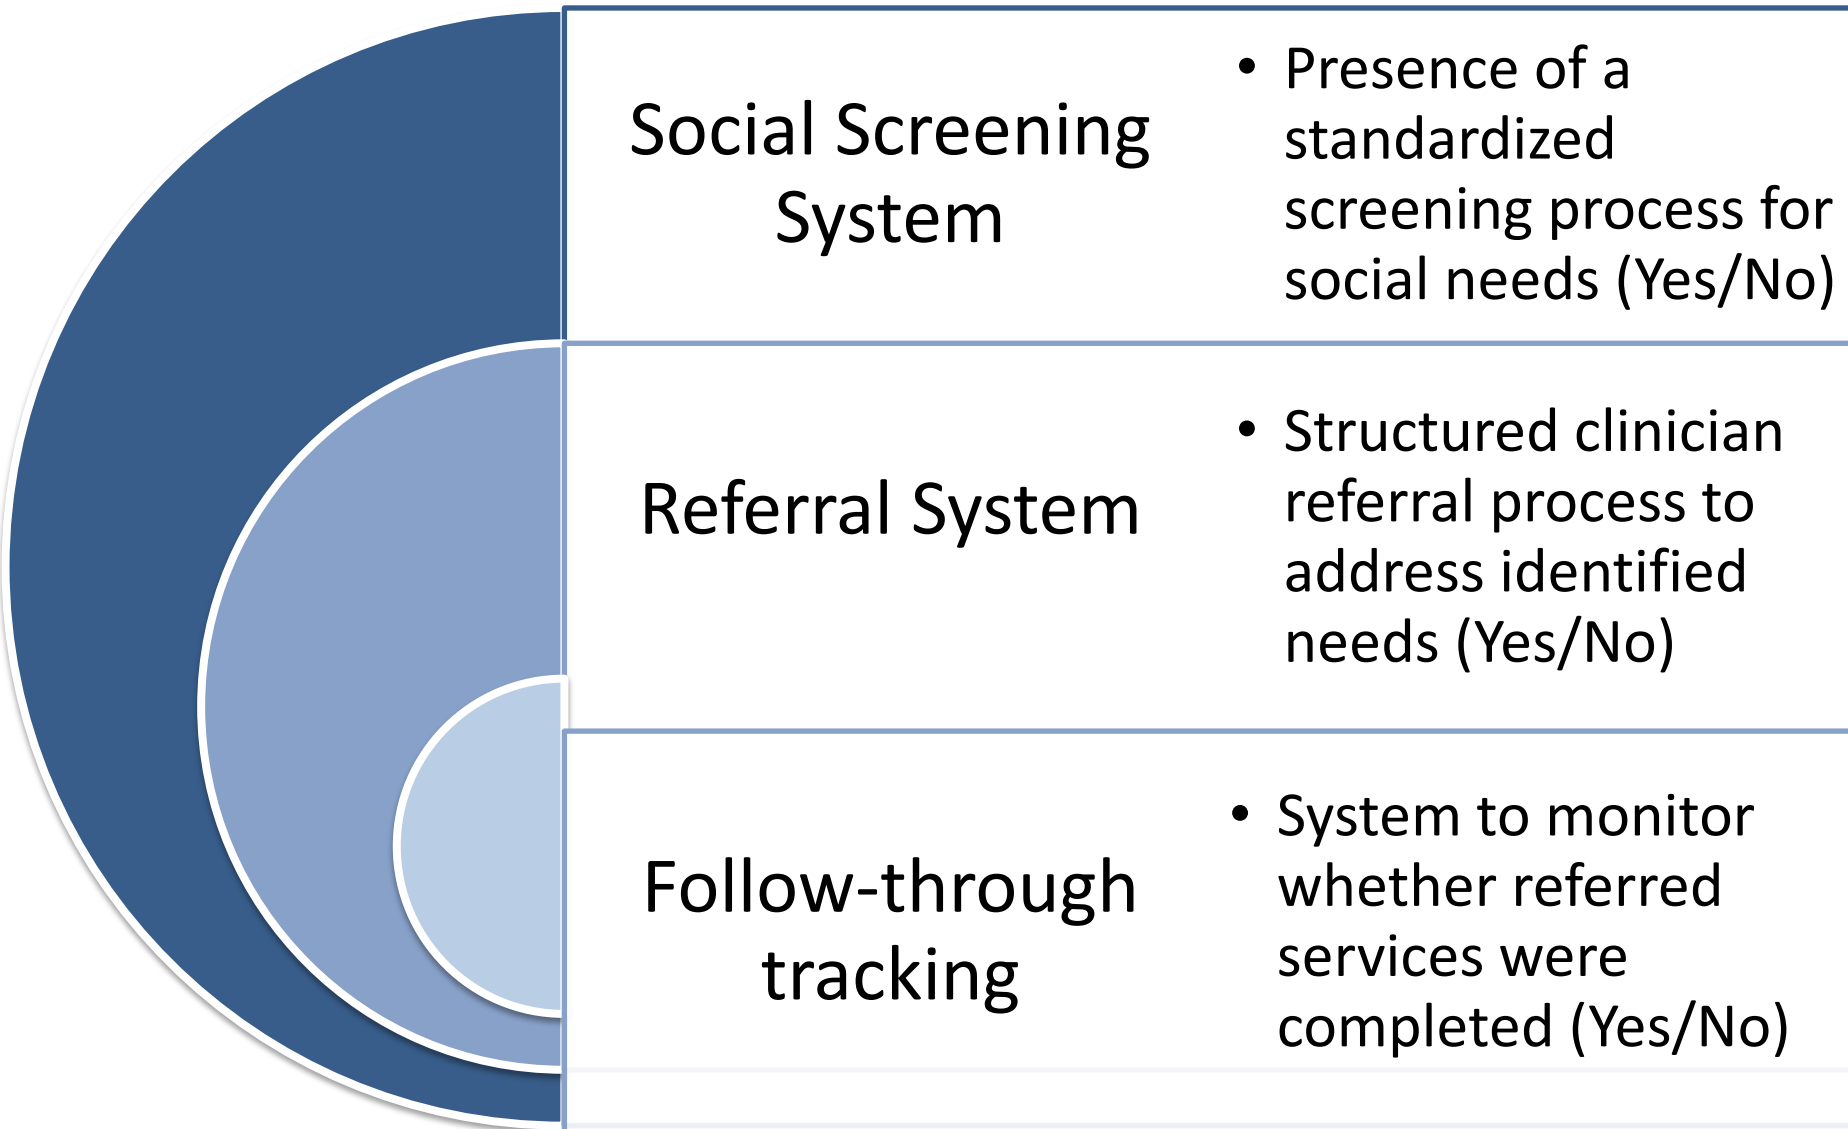 Social Screening
System
• Presence of a
standardized
screening process for
social needs (Yes/No)
Referral System
• Structured clinician
referral process to
address identified
needs (Yes/No)
Follow-through
tracking
• System to monitor
whether referred
services were
completed (Yes/No)